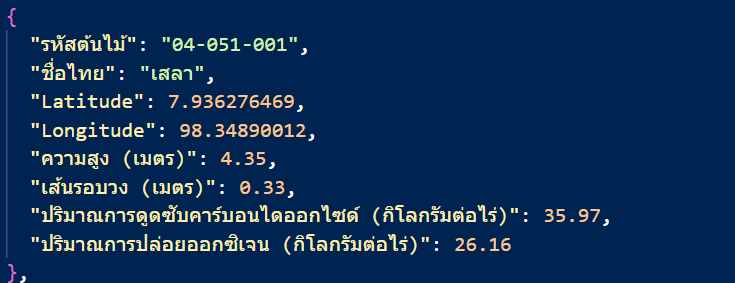 {
"รหัสต้นไม้": "04-051-001",
"ชื่อไทย": "เสลา",
"Latitude": 7.936276469,
"Longitude": 98.34890012,
"ความสูง (เมตร)": 4.35,
"เส้นรอบวง (เมตร)": 0.33,
"ปริมาณการดูดซับคาร์บอนไดออกไซด์ (กิโลกรัมต่อไร่)": 35.97,
"ปริมาณการปล่อยออกซิเจน (กิโลกรัมต่อไร่)": 26.16
},